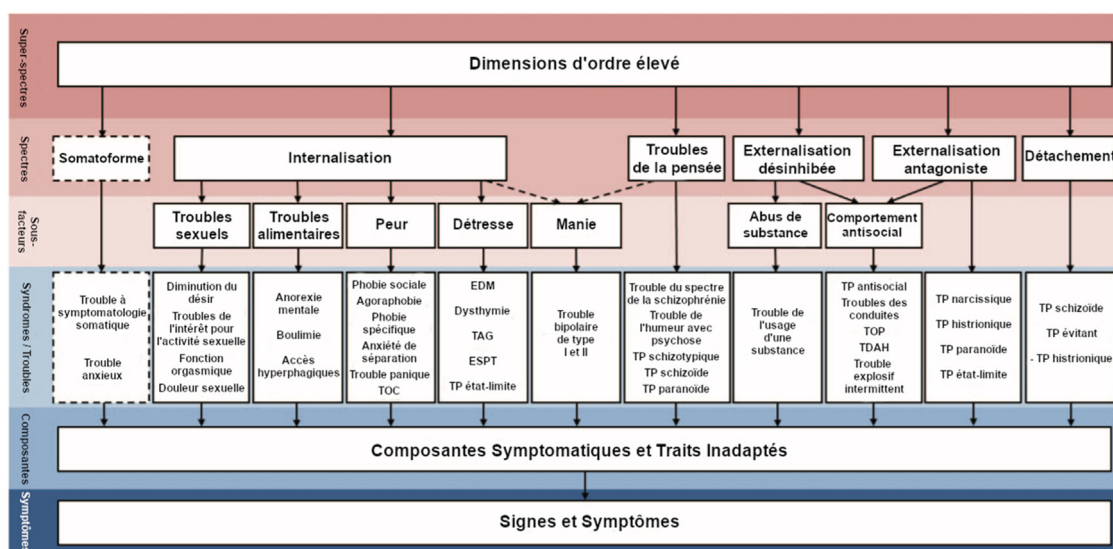 Super-spectres
Dimensions d'ordre élevé
Spectres
Somatoforme
Internalisation
Troubles
de la pensée
Externalisation
désinhibée
Externalisation
antagoniste
Détachement
Sous-
facteurs
Troubles
sexuels
Troubles
alimentaires
Peur
Détresse
Manie
Abus de
substance
Comportement
antisocial
Syndromes / Troubles
Trouble à
symptomatologie
somatique
Trouble
anxieux
Diminution du
désir
Troubles de
l'intérêt pour
l'activité sexuelle
Fonction
orgasmique
Douleur sexuelle
Anorexie
mentale
Boulimie
Accès
hyperphagiques
Phobie sociale
Agoraphobie
Phobie
spécifique
Anxiété de
séparation
Trouble panique
TOC
EDM
Dysthymie
TAG
ESPT
TP état-limite
Trouble
bipolaire
de type
I et II
Trouble du spectre
de la schizophrénie
Trouble de
l'humeur avec
psychose
TP schizotypique
TP schizoïde
TP paranoïde
Trouble de
l'usage
d'une
substance
TP antisocial
Troubles des
conduites
TOP
TDAH
Trouble
explosif
intermittent
TP narcissique
TP histrionique
TP paranoïde
TP état-limite
TP schizoïde
TP évitant
- TP histrionique
Composantes
Composantes Symptomatiques et Traits Inadaptés
Symptômes
Signes et Symptômes